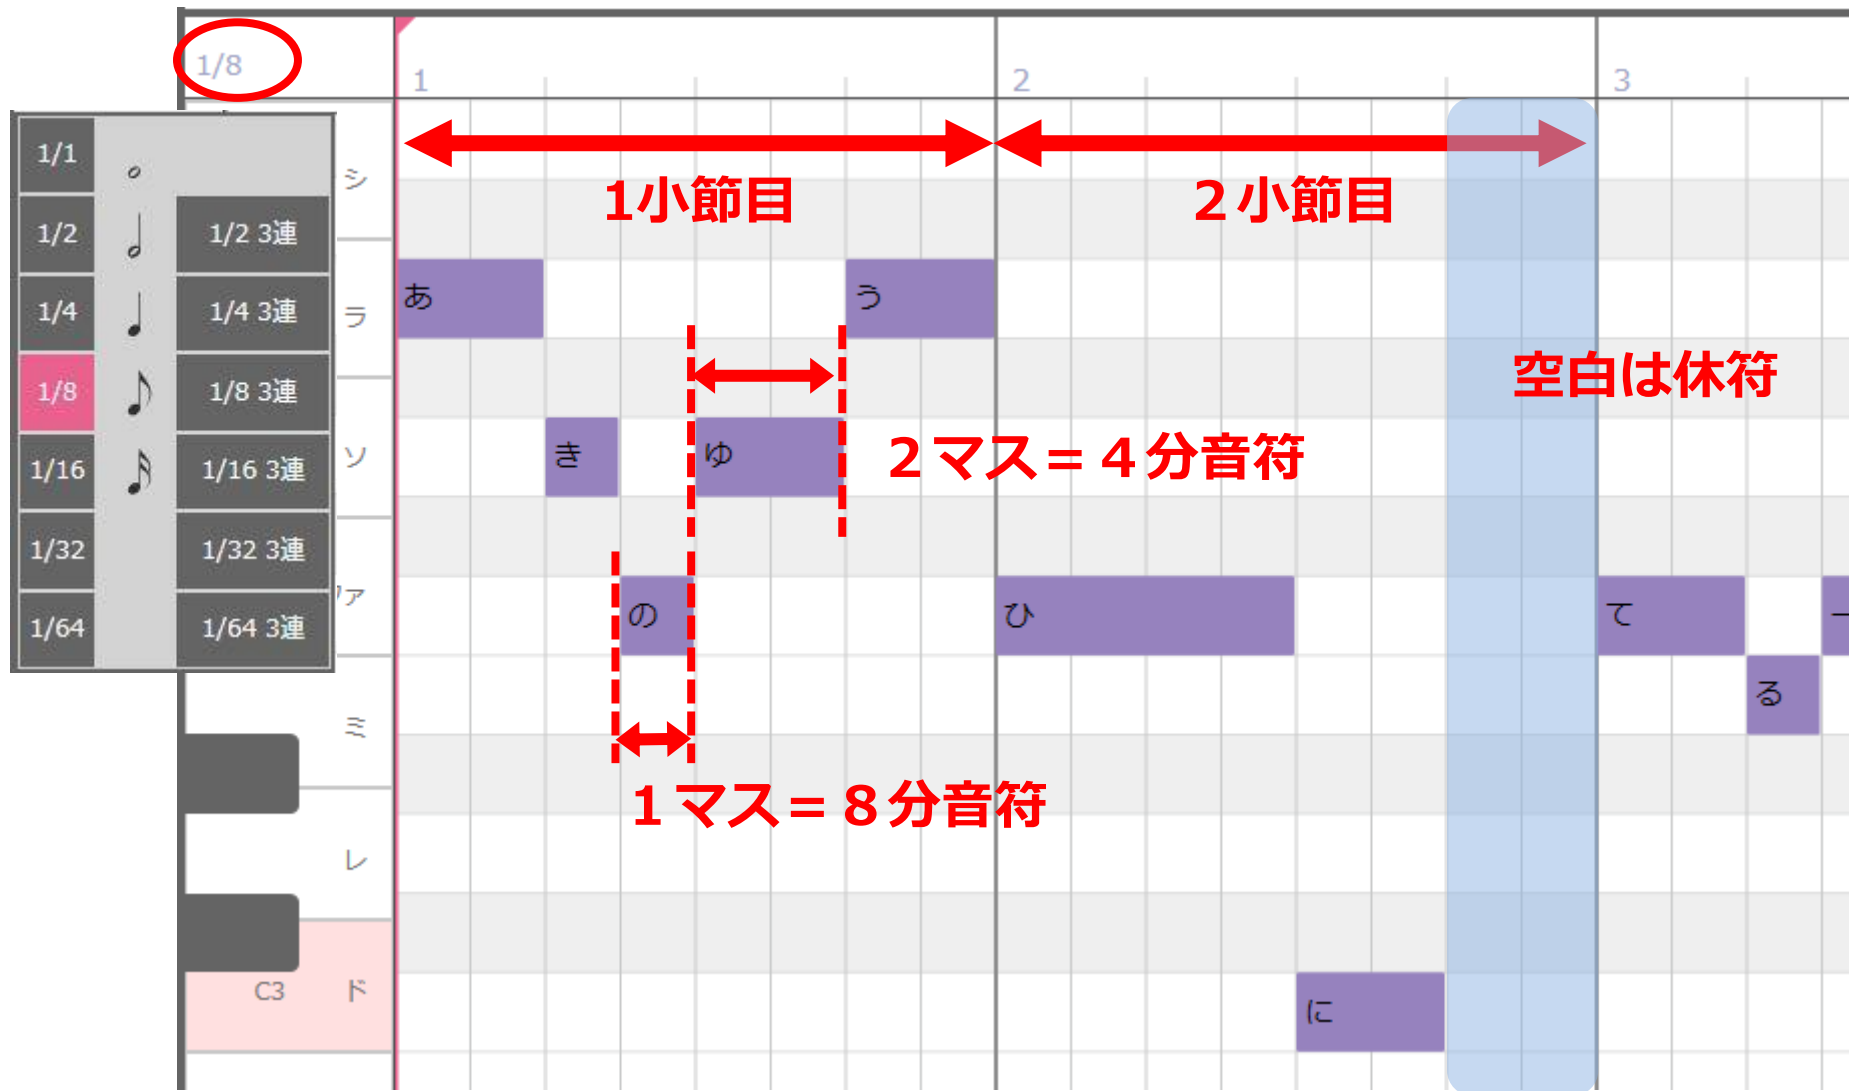 1/8
1 2 3
1/1
1/2 1/2 3連
1/4 1/4 3連
1/8 1/8 3連
1/16 1/16 3連
1/32 1/32 3連
1/64 1/64 3連
シ
ラ
ソ
ファ
ミ
レ
C3 ド
1小節目
２小節目
あ
う
空白は休符
き
ゆ
２マス＝４分音符
の
ひ
て
ー
る
１マス＝８分音符
に